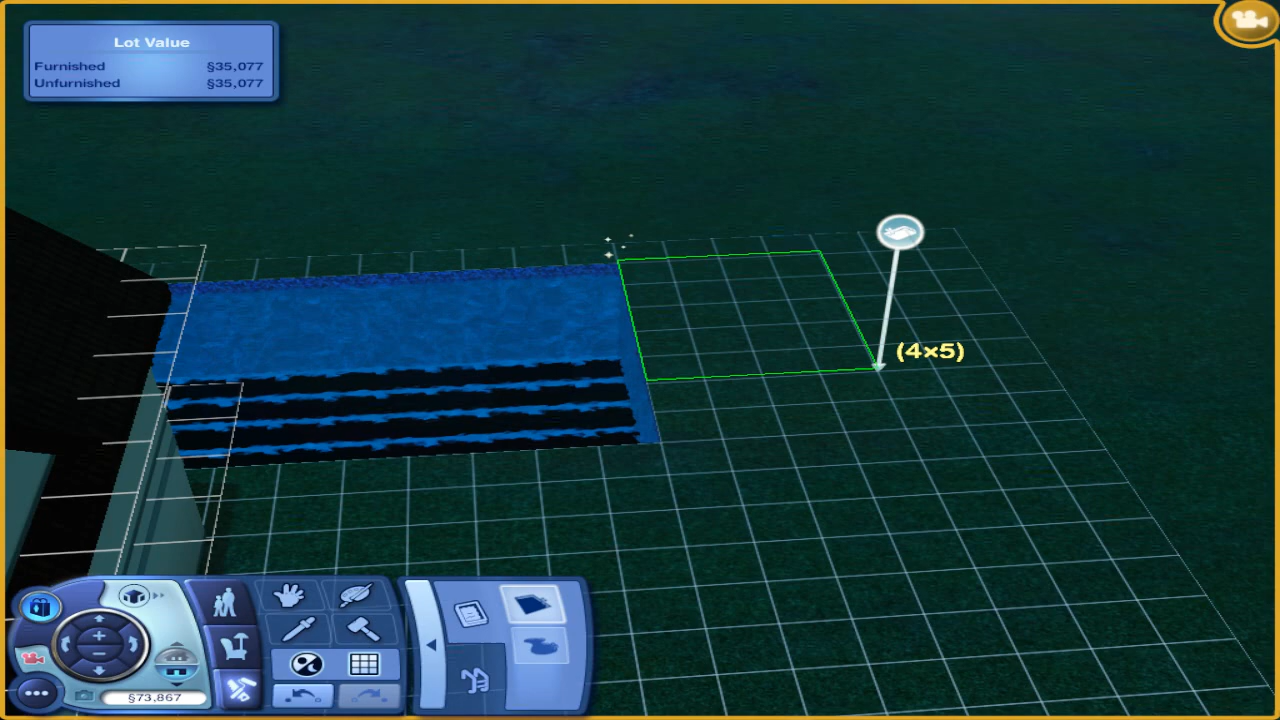 Lot Value
Furnished §35,077
Unfurnished §35,077
(4×5)
§73,867